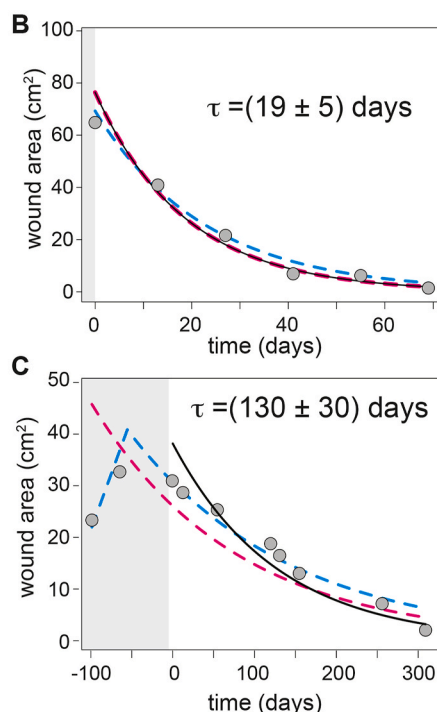 B
100
80
60
40
20
0
wound area (cm²)
τ =(19 ± 5) days
0 20 40 60
time (days)
C
50
40
30
20
10
0
wound area (cm²)
τ =(130 ± 30) days
-100 0 100 200 300
time (days)